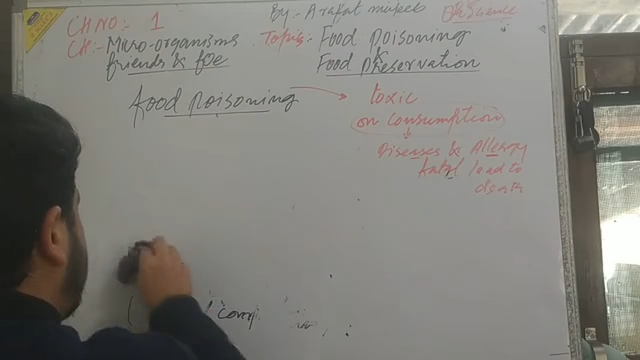 CH NO:- 1
By:- Arafat
Science
CH:- Micro-organisms
friends & foe
Topic:- Food poisoning
&
Food preservation
food poisoning
toxic
on consumption
Diseases & Allergy
fatal lead to
death